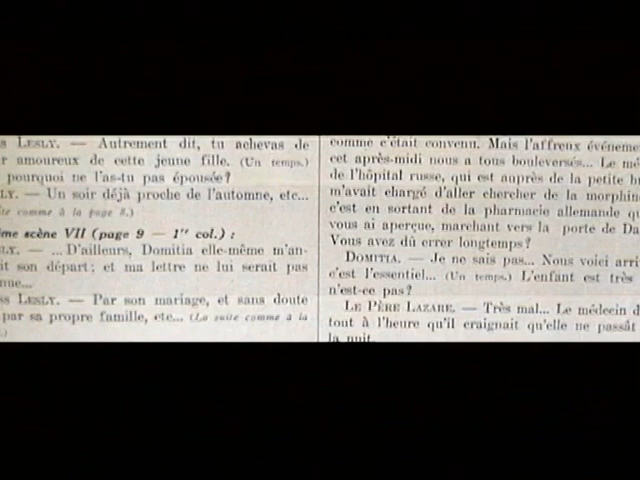 s LESLY. — Autrement dit, tu achevas de
r amoureux de cette jeune fille. (Un temps.)
pourquoi ne l'as-tu pas épousée?
LY. — Un soir déjà proche de l'automne, etc...
ite comme à la page 8.)
me scène VII (page 9 — 1re col.) :
LY. — ... D'ailleurs, Domitia elle-même m'an-
it son départ; et ma lettre ne lui serait pas
nne...
ss LESLY. — Par son mariage, et sans doute
par sa propre famille, etc... (La suite comme à la
.)
comme c'était convenu. Mais l'affreux événeme
cet après-midi nous a tous bouleversés... Le mé
de l'hôpital russe, qui est auprès de la petite b
m'avait chargé d'aller chercher de la morphin
c'est en sortant de la pharmacie allemande q
vous ai aperçue, marchant vers la porte de Da
Vous avez dû errer longtemps?
DOMITIA. — Je ne sais pas... Nous voici arri
c'est l'essentiel... (Un temps.) L'enfant est très
n'est-ce pas?
LE PÈRE LAZARE. — Très mal... Le médecin d
tout à l'heure qu'il craignait qu'elle ne passât
la nuit.